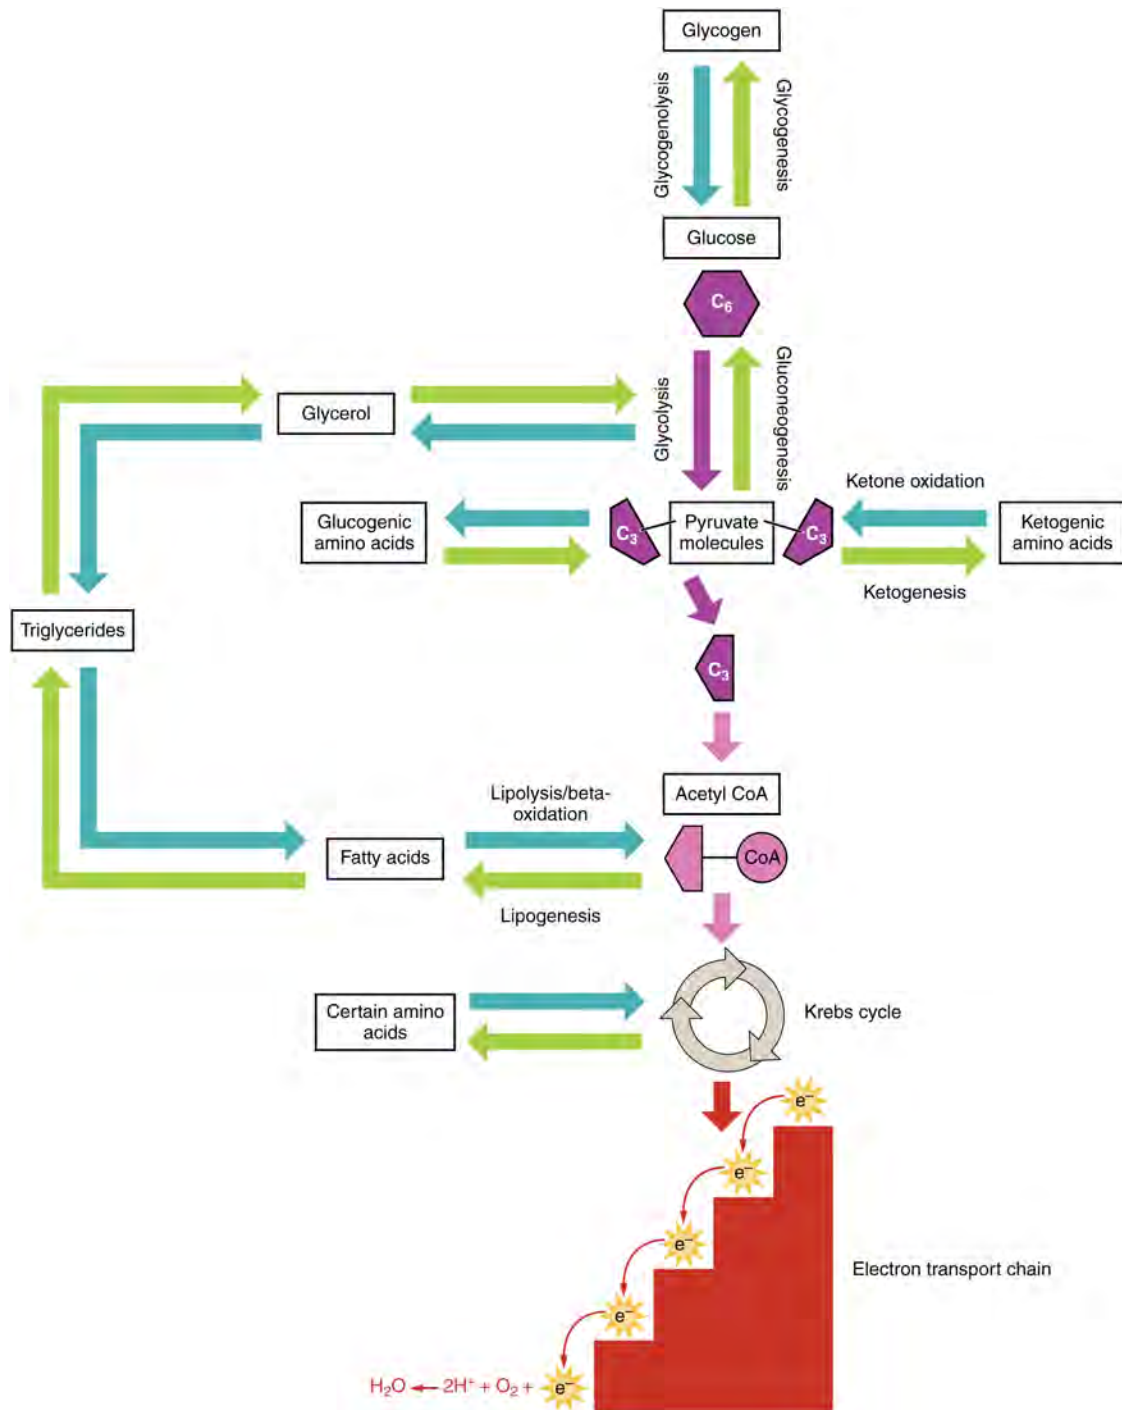 Glycogen
Glycogenolysis
Glycogenesis
Glucose
C6
Glycolysis
Gluconeogenesis
Glycerol
Ketone oxidation
Glucogenic
amino acids
C3
Pyruvate
molecules
C3
Ketogenic
amino acids
Ketogenesis
Triglycerides
C3
Acetyl CoA
Lipolysis/beta-
oxidation
Fatty acids
CoA
Lipogenesis
Certain amino
acids
Krebs cycle
e−
e−
e−
e−
Electron transport chain
H2O ← 2H+ + O2 + e−